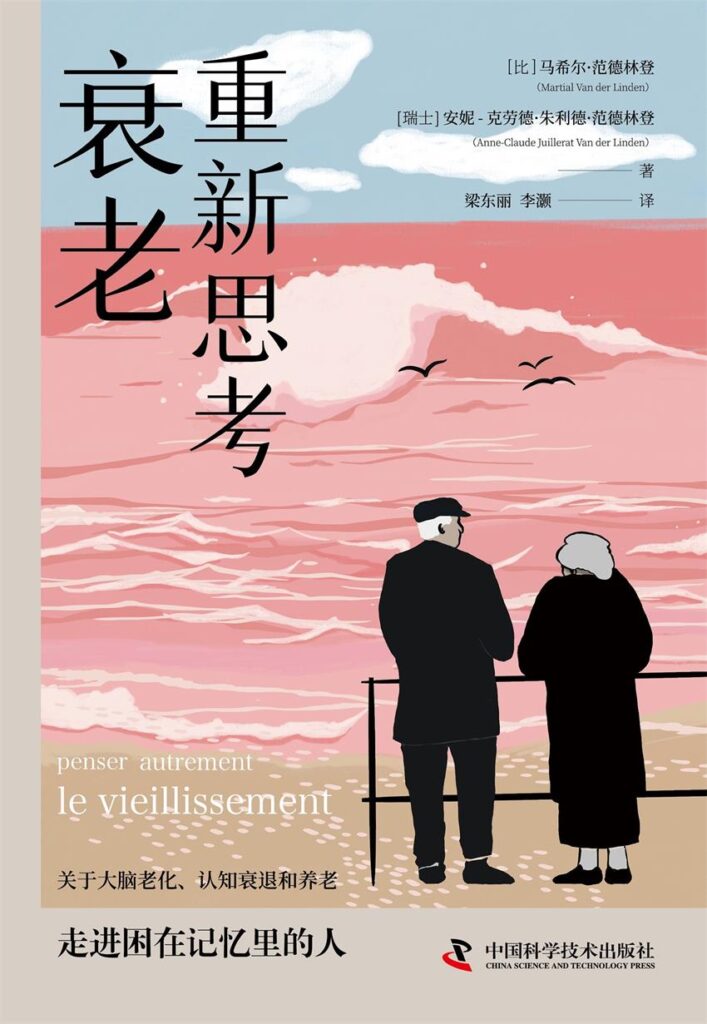 重新思考
衰老
[比] 马希尔·范德林登
(Martial Van der Linden)
[瑞士] 安妮 - 克劳德·朱利德·范德林登
(Anne-Claude Juillerat Van der Linden)
著
梁东丽 李灏 译
penser autrement
le vieillissement
关于大脑老化、认知衰退和养老
走进困在记忆里的人
中国科学技术出版社
CHINA SCIENCE AND TECHNOLOGY PRESS